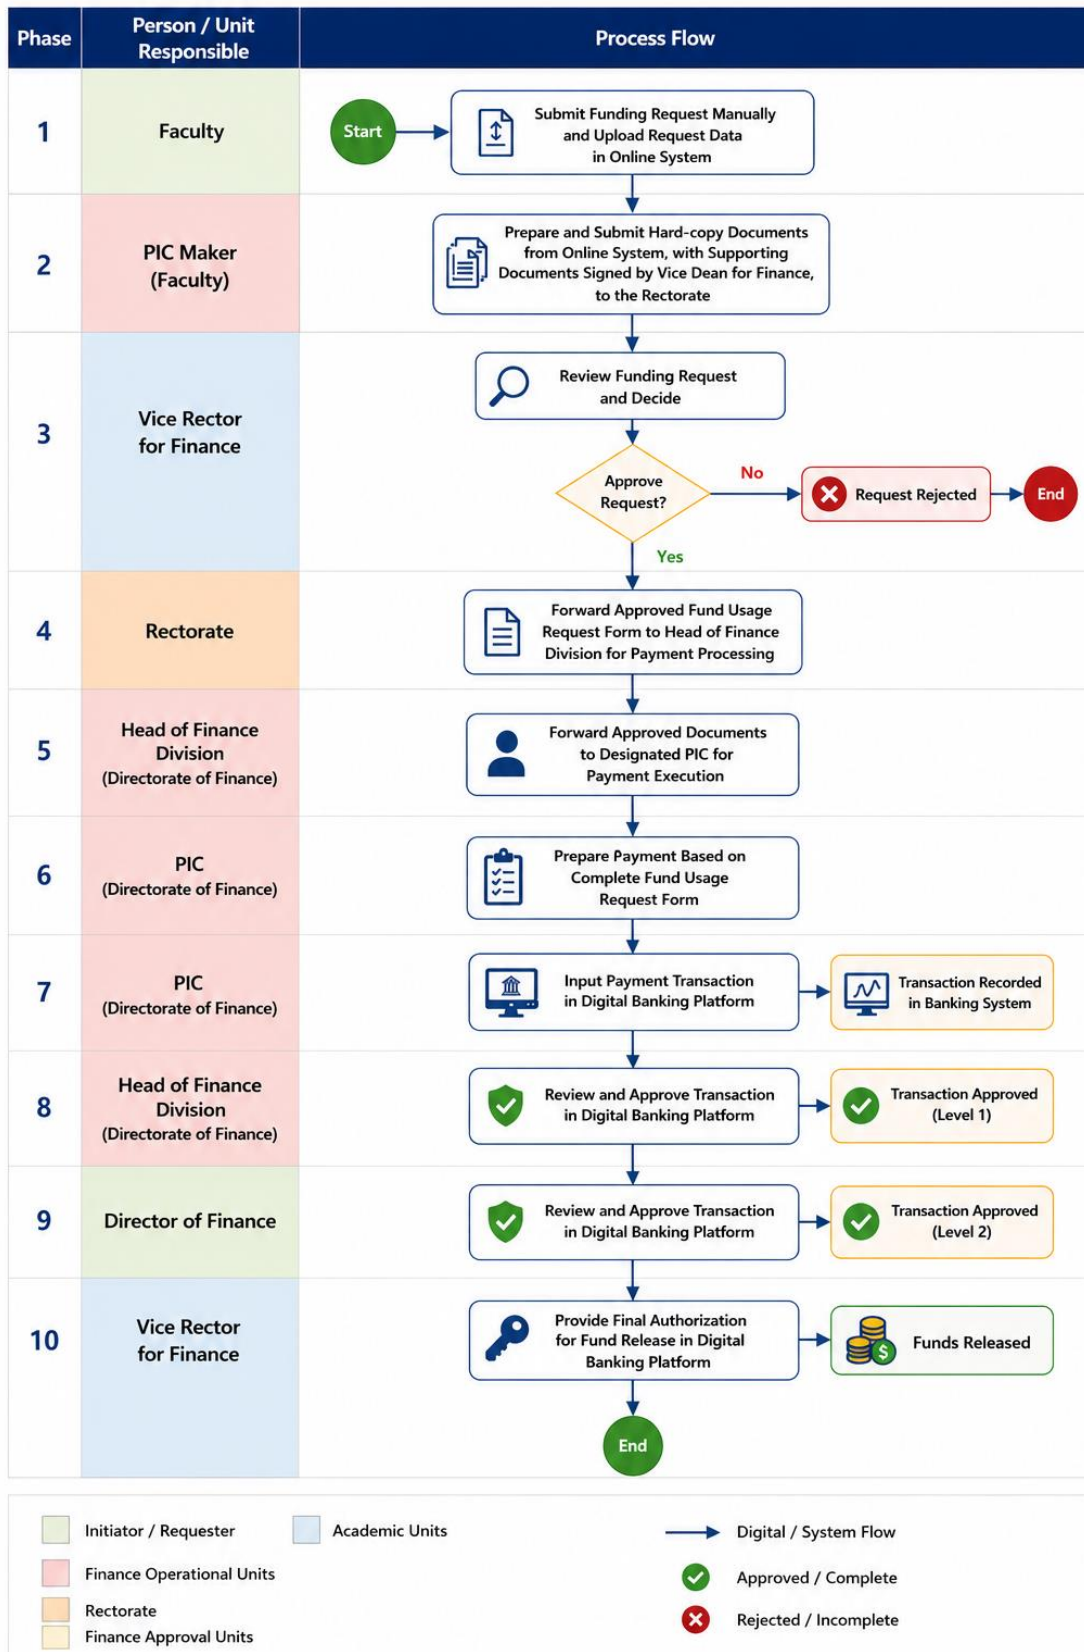 Phase
Person / Unit
Responsible
Process Flow
1
Faculty
Start
Submit Funding Request Manually
and Upload Request Data
in Online System
2
PIC Maker
(Faculty)
Prepare and Submit Hard-copy Documents
from Online System, with Supporting
Documents Signed by Vice Dean for Finance,
to the Rectorate
3
Vice Rector
for Finance
Review Funding Request
and Decide
Approve
Request?
No
Request Rejected
End
Yes
4
Rectorate
Forward Approved Fund Usage
Request Form to Head of Finance
Division for Payment Processing
5
Head of Finance
Division
(Directorate of Finance)
Forward Approved Documents
to Designated PIC for
Payment Execution
6
PIC
(Directorate of Finance)
Prepare Payment Based on
Complete Fund Usage
Request Form
7
PIC
(Directorate of Finance)
Input Payment Transaction
in Digital Banking Platform
Transaction Recorded
in Banking System
8
Head of Finance
Division
(Directorate of Finance)
Review and Approve Transaction
in Digital Banking Platform
Transaction Approved
(Level 1)
9
Director of Finance
Review and Approve Transaction
in Digital Banking Platform
Transaction Approved
(Level 2)
10
Vice Rector
for Finance
Provide Final Authorization
for Fund Release in Digital
Banking Platform
$
Funds Released
End
Initiator / Requester
Academic Units
Digital / System Flow
Finance Operational Units
Approved / Complete
Rectorate
Rejected / Incomplete
Finance Approval Units